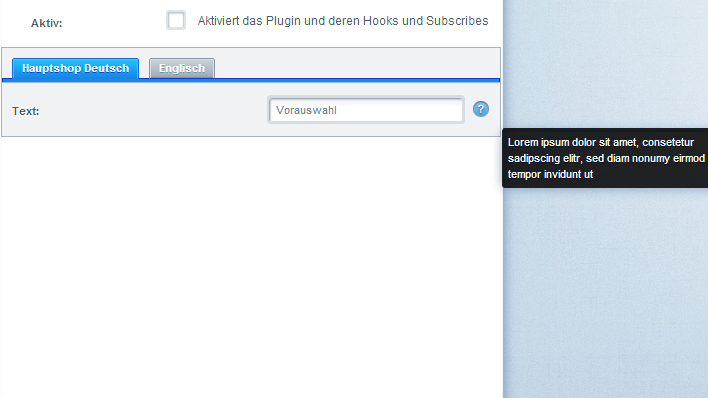 Aktiv: Aktiviert das Plugin und deren Hooks und Subscribes
Hauptshop Deutsch Englisch
Text: Vorauswahl ?
Lorem ipsum dolor sit amet, consetetur
sadipscing elitr, sed diam nonumy eirmod
tempor invidunt ut